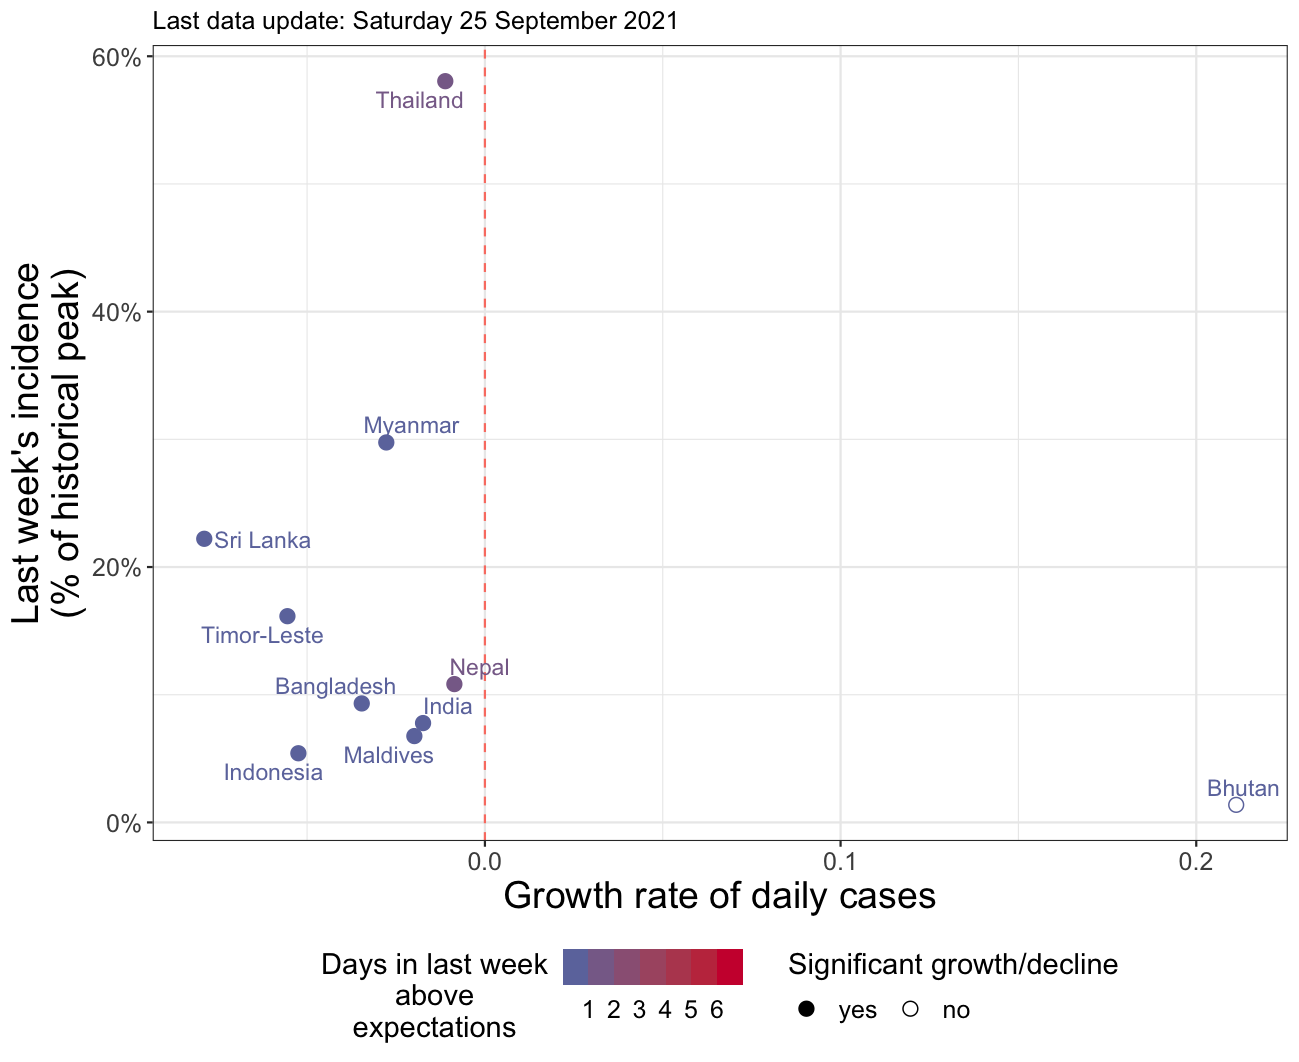 Last data update: Saturday 25 September 2021
60%
Thailand
Last week's incidence
(% of historical peak)
40%
Myanmar
Sri Lanka
20%
Timor-Leste
Nepal
Bangladesh
India
Maldives
Indonesia
Bhutan
0%
0.0 0.1 0.2
Growth rate of daily cases
Days in last week
above
expectations
1 2 3 4 5 6
Significant growth/decline
yes no